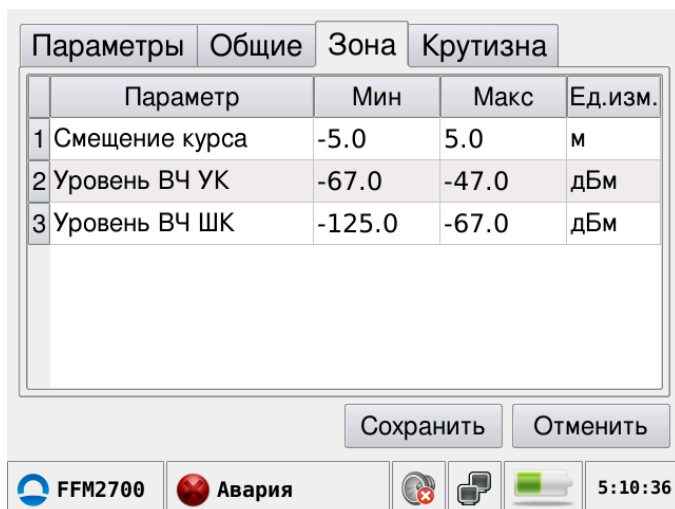 Параметры Общие Зона Крутизна
Параметр Мин Макс Ед.изм.
1 Смещение курса -5.0 5.0 м
2 Уровень ВЧ УК -67.0 -47.0 дБм
3 Уровень ВЧ ШК -125.0 -67.0 дБм
Сохранить Отменить
FFM2700 Авария 5:10:36